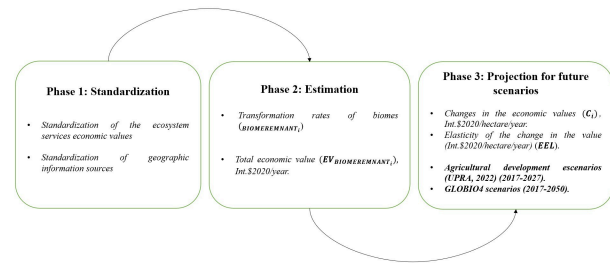 Phase 1: Standardization
• Standardization of the ecosystem
services economic values
• Standardization of geographic
information sources
Phase 2: Estimation
• Transformation rates of biomes
(BIOMEREMNANTi)
• Total economic value (EVBIOMEREMNANTi),
Int.$2020/year.
Phase 3: Projection for future
scenarios
• Changes in the economic values (Ci),
Int.$2020/hectare/year.
• Elasticity of the change in the value
(Int.$2020/hectare/year) (EEL).
• Agricultural development escenarios
(UPRA, 2022) (2017-2027).
• GLOBIO4 scenarios (2017-2050).